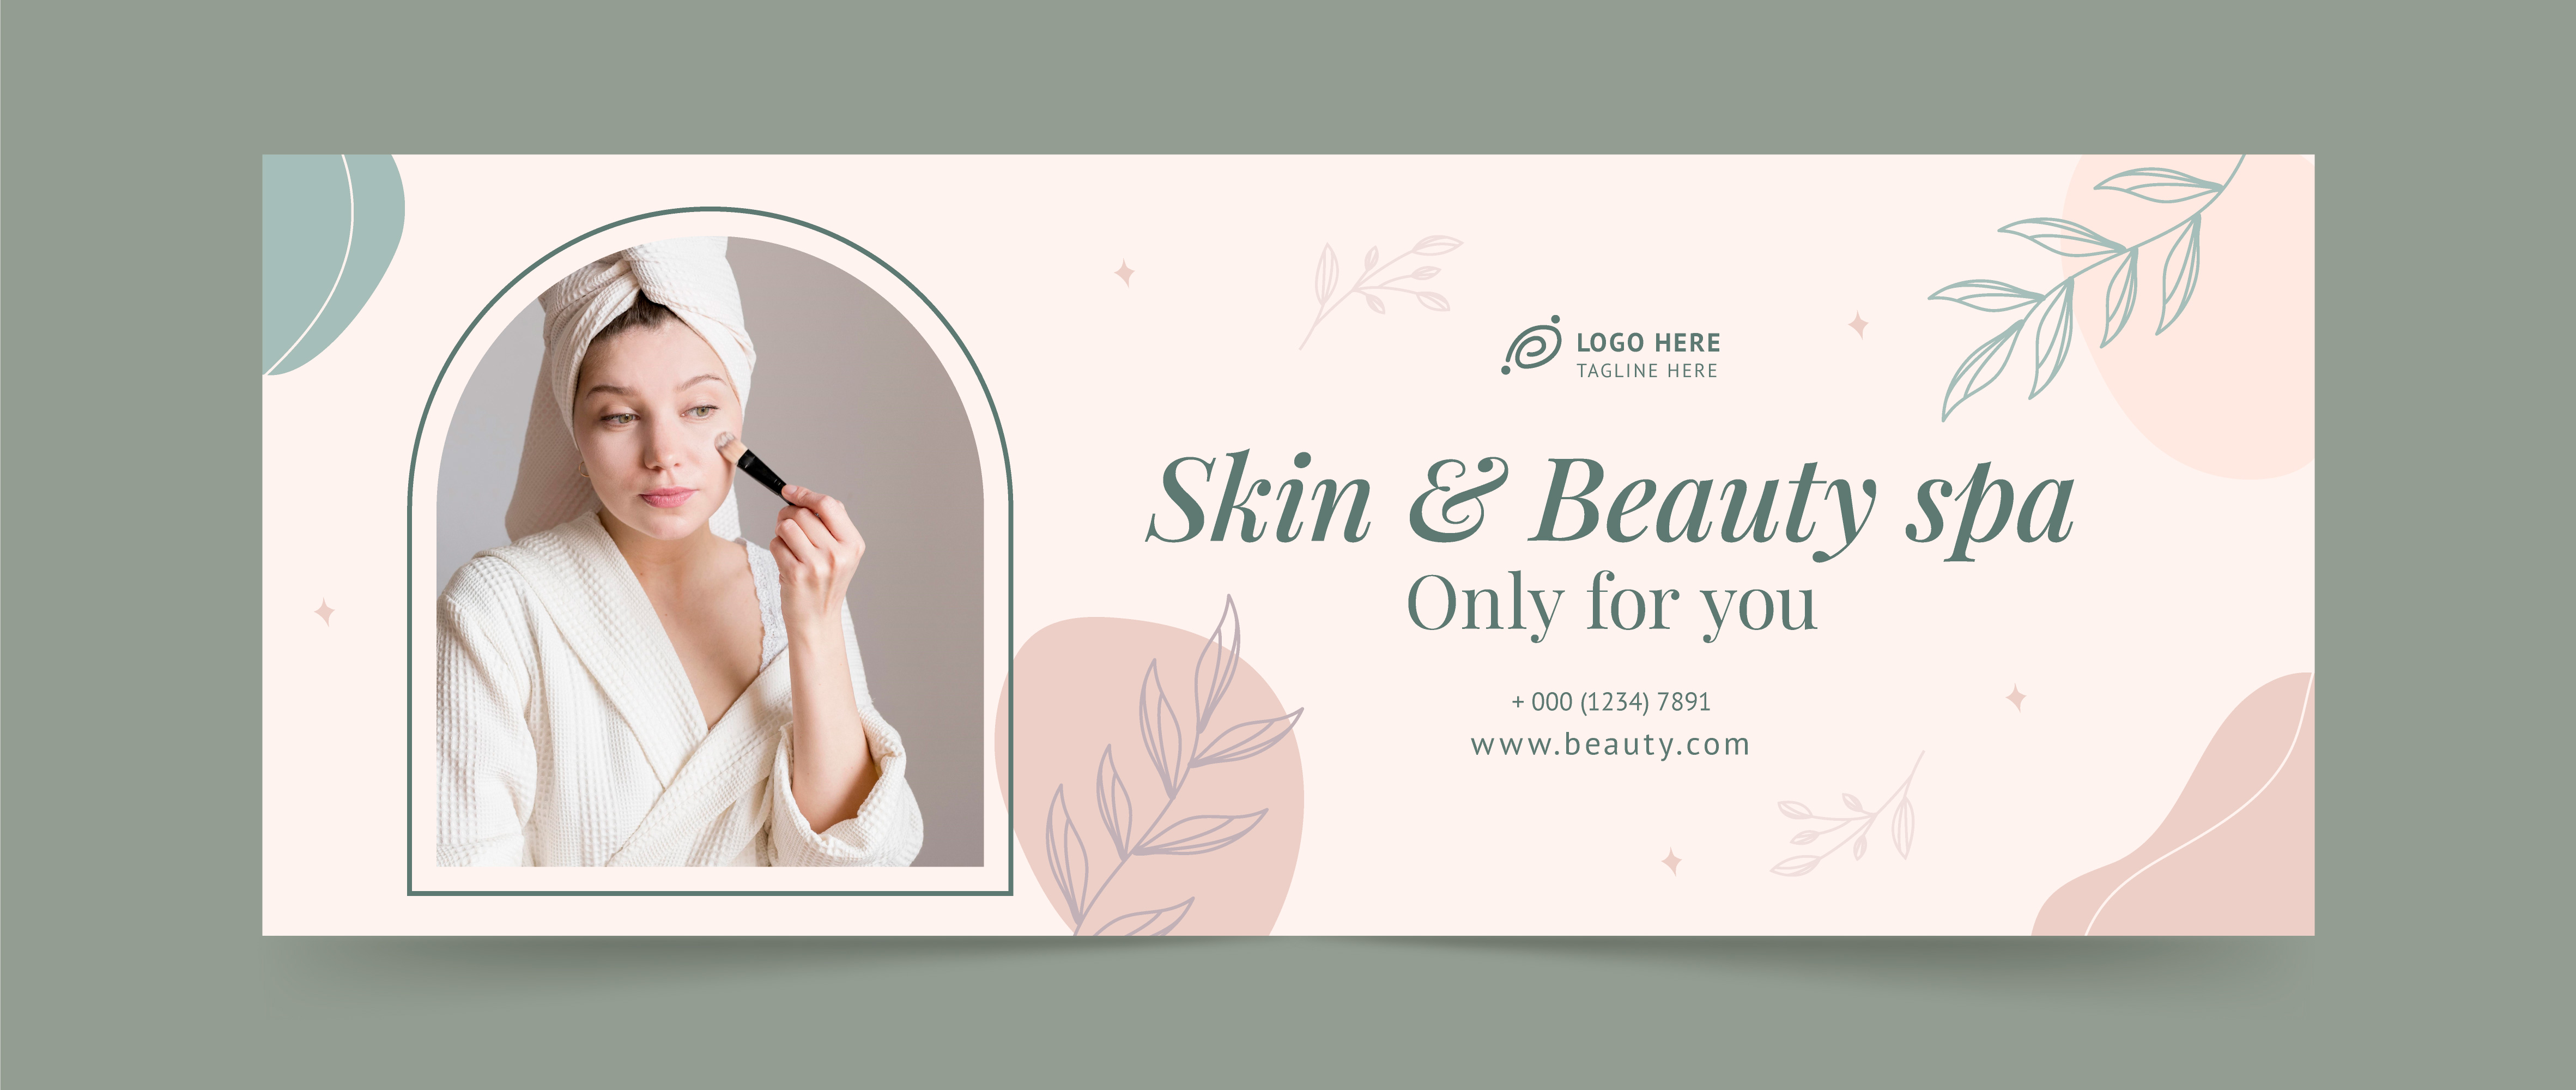 LOGO HERE
TAGLINE HERE
Skin & Beauty spa
Only for you
+ 000 (1234) 7891
www.beauty.com